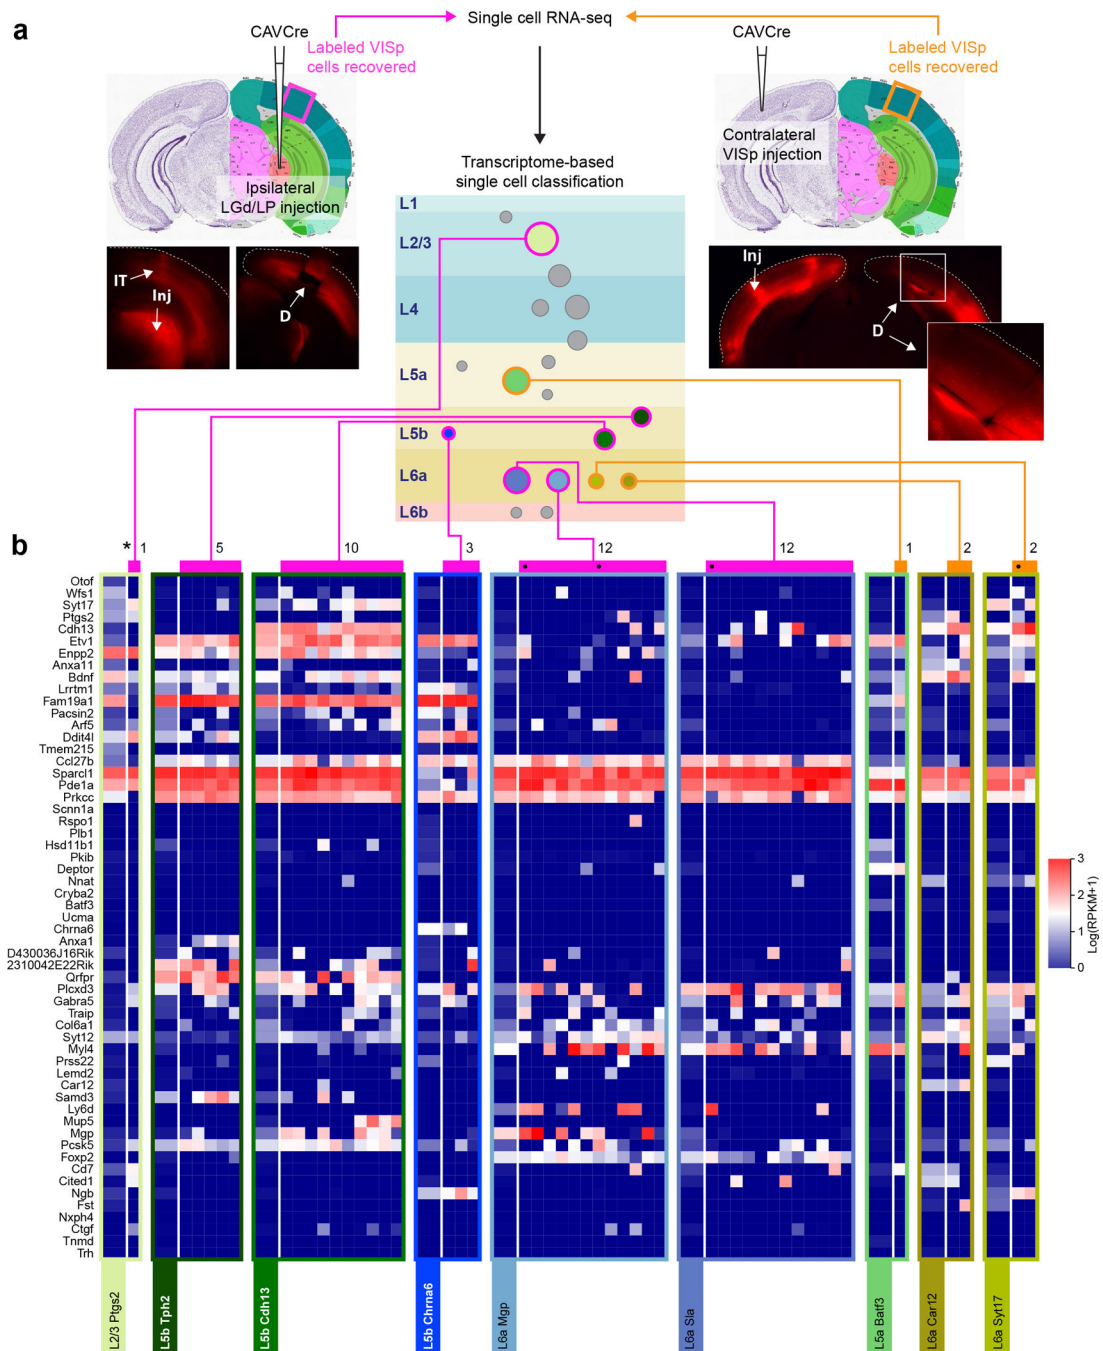 a
Single cell RNA-seq
CAVCre
Labeled VISp
cells recovered
CAVCre
Labeled VISp
cells recovered
Ipsilateral
LGd/LP injection
Contralateral
VISp injection
Transcriptome-based
single cell classification
IT
Inj
D
Inj
D
L1
L2/3
L4
L5a
L5b
L6a
L6b
b
* 1 5 10 3 12 12 1 2 2
Otof
Wfs1
Syt17
Ptgs2
Cdh13
Etv1
Enpp2
Anxa11
Bdnf
Lrrtm1
Fam19a1
Pacsin2
Arf5
Ddit4l
Tmem215
Ccl27b
Sparcl1
Pde1a
Prkcc
Scnn1a
Rspo1
Plb1
Hsd11b1
Pkib
Deptor
Nnat
Cryba2
Batf3
Ucma
Chrna6
Anxa1
D430036J16Rik
2310042E22Rik
Qrfpr
Plcxd3
Gabra5
Traip
Col6a1
Syt12
Myl4
Prss22
Lemd2
Car12
Samd3
Ly6d
Mup5
Mgp
Pcsk5
Foxp2
Cd7
Cited1
Ngb
Fst
Nxph4
Ctgf
Tnmd
Trh
3
2
1
0
Log(RPKM+1)
L2/3 Ptgs2
L5b Tph2
L5b Cdh13
L5b Chrna6
L6a Mgp
L6a Sla
L5a Batf3
L6a Car12
L6a Syt17